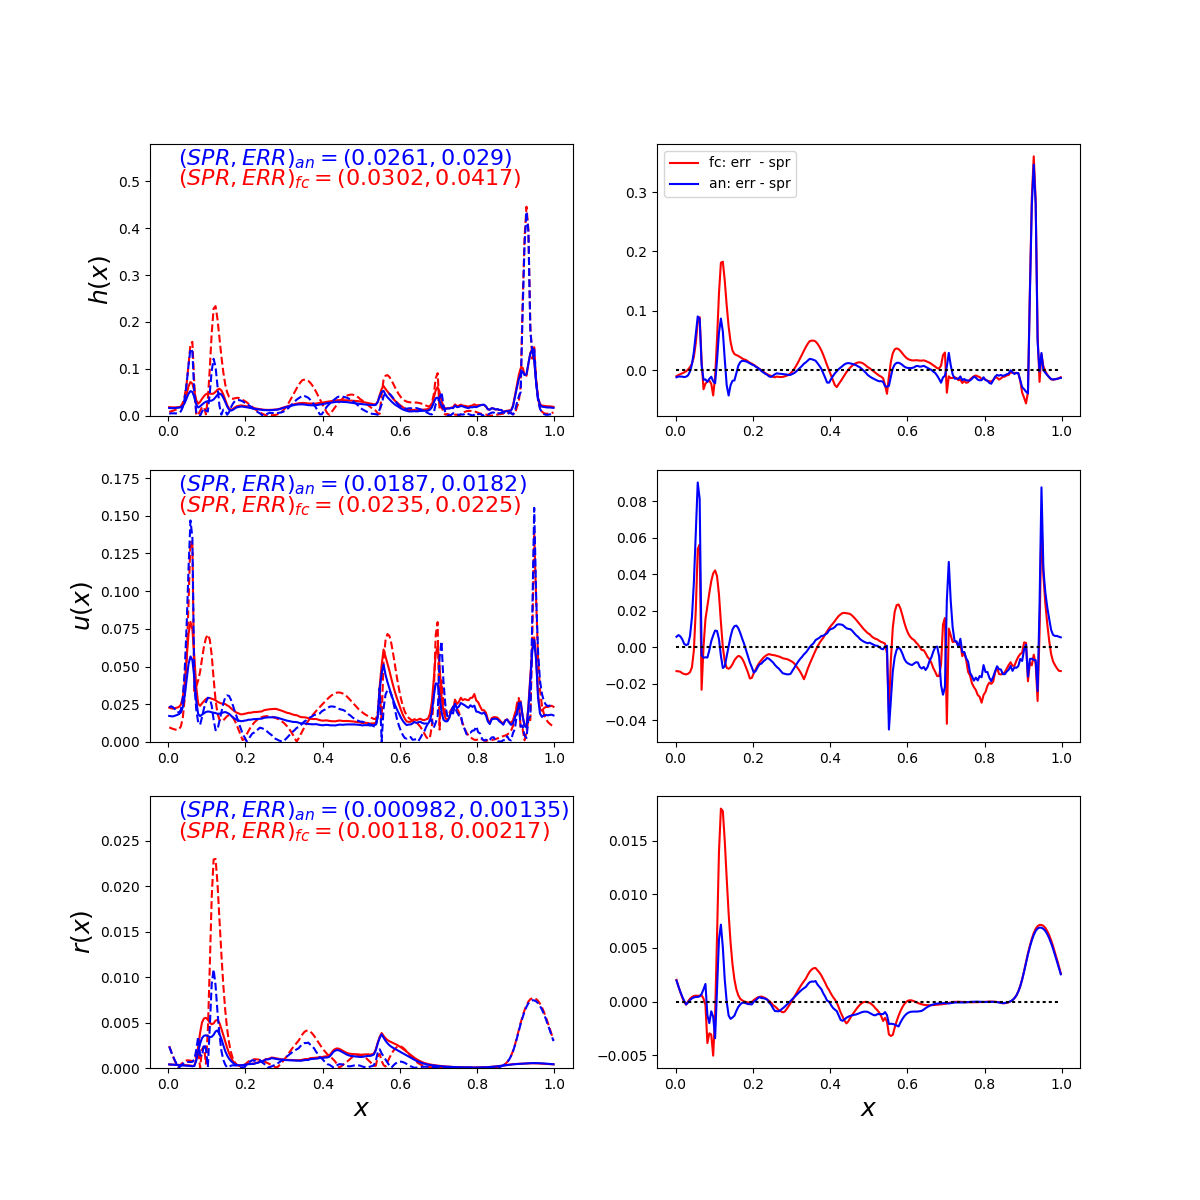 (SPR, ERR)an = (0.0261, 0.029)
(SPR, ERR)fc = (0.0302, 0.0417)
h(x)
0.5
0.4
0.3
0.2
0.1
0.0
0.0 0.2 0.4 0.6 0.8 1.0
fc: err - spr
an: err - spr
0.3
0.2
0.1
0.0
0.0 0.2 0.4 0.6 0.8 1.0
(SPR, ERR)an = (0.0187, 0.0182)
(SPR, ERR)fc = (0.0235, 0.0225)
u(x)
0.175
0.150
0.125
0.100
0.075
0.050
0.025
0.000
0.0 0.2 0.4 0.6 0.8 1.0
0.08
0.06
0.04
0.02
0.00
−0.02
−0.04
0.0 0.2 0.4 0.6 0.8 1.0
(SPR, ERR)an = (0.000982, 0.00135)
(SPR, ERR)fc = (0.00118, 0.00217)
r(x)
0.025
0.020
0.015
0.010
0.005
0.000
0.0 0.2 0.4 0.6 0.8 1.0
x
0.015
0.010
0.005
0.000
−0.005
0.0 0.2 0.4 0.6 0.8 1.0
x